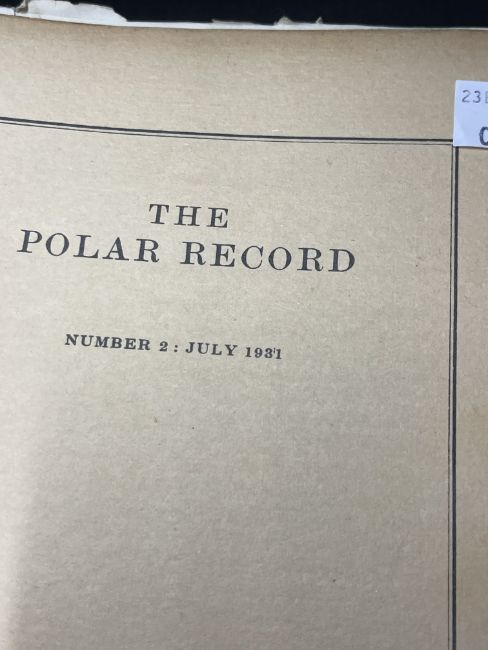 THE
POLAR RECORD
NUMBER 2: JULY 1931